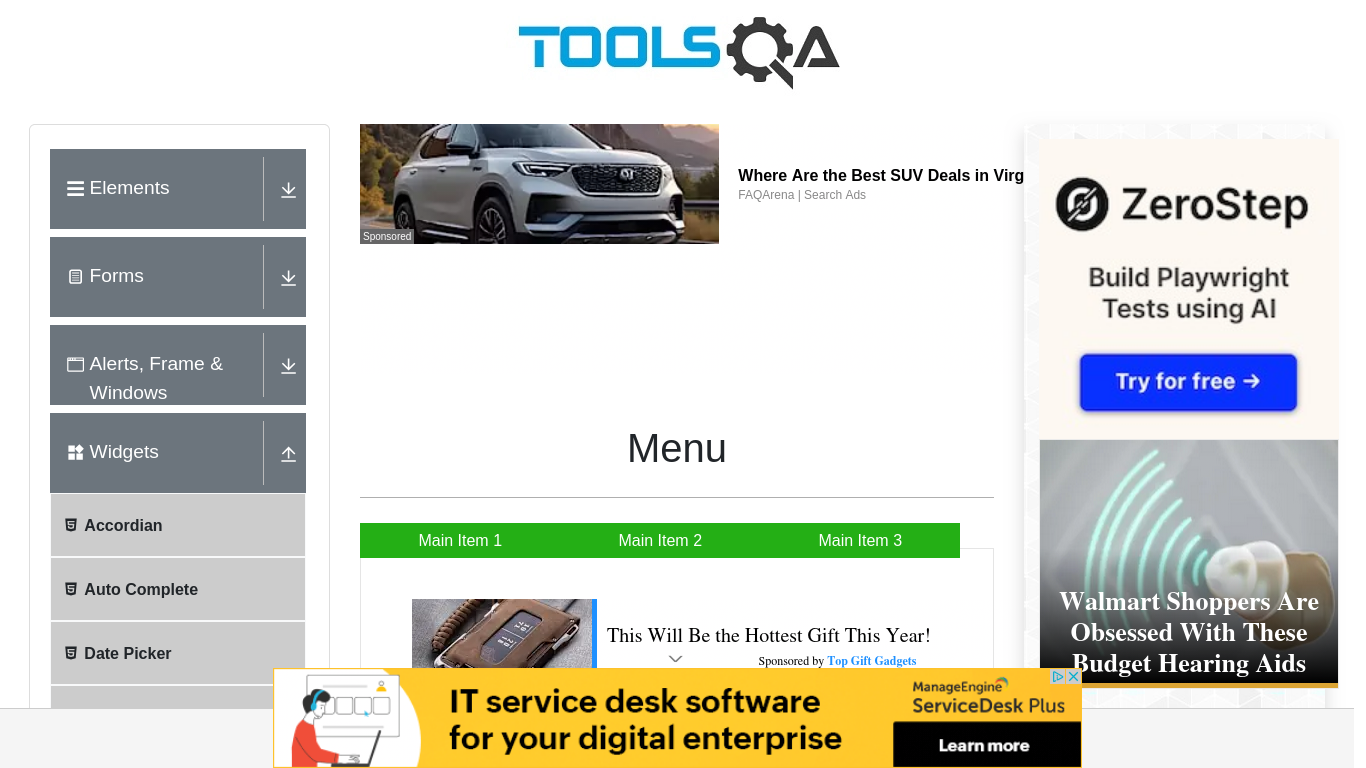 TOOLSQA
Elements
Forms
Alerts, Frame &
Windows
Widgets
Accordian
Auto Complete
Date Picker
Sponsored
Where Are the Best SUV Deals in Virg
FAQArena | Search Ads
Menu
Main Item 1
Main Item 2
Main Item 3
This Will Be the Hottest Gift This Year!
Sponsored by Top Gift Gadgets
ZeroStep
Build Playwright
Tests using AI
Try for free →
Walmart Shoppers Are
Obsessed With These
Budget Hearing Aids
IT service desk software
for your digital enterprise
ManageEngine
ServiceDesk Plus
Learn more